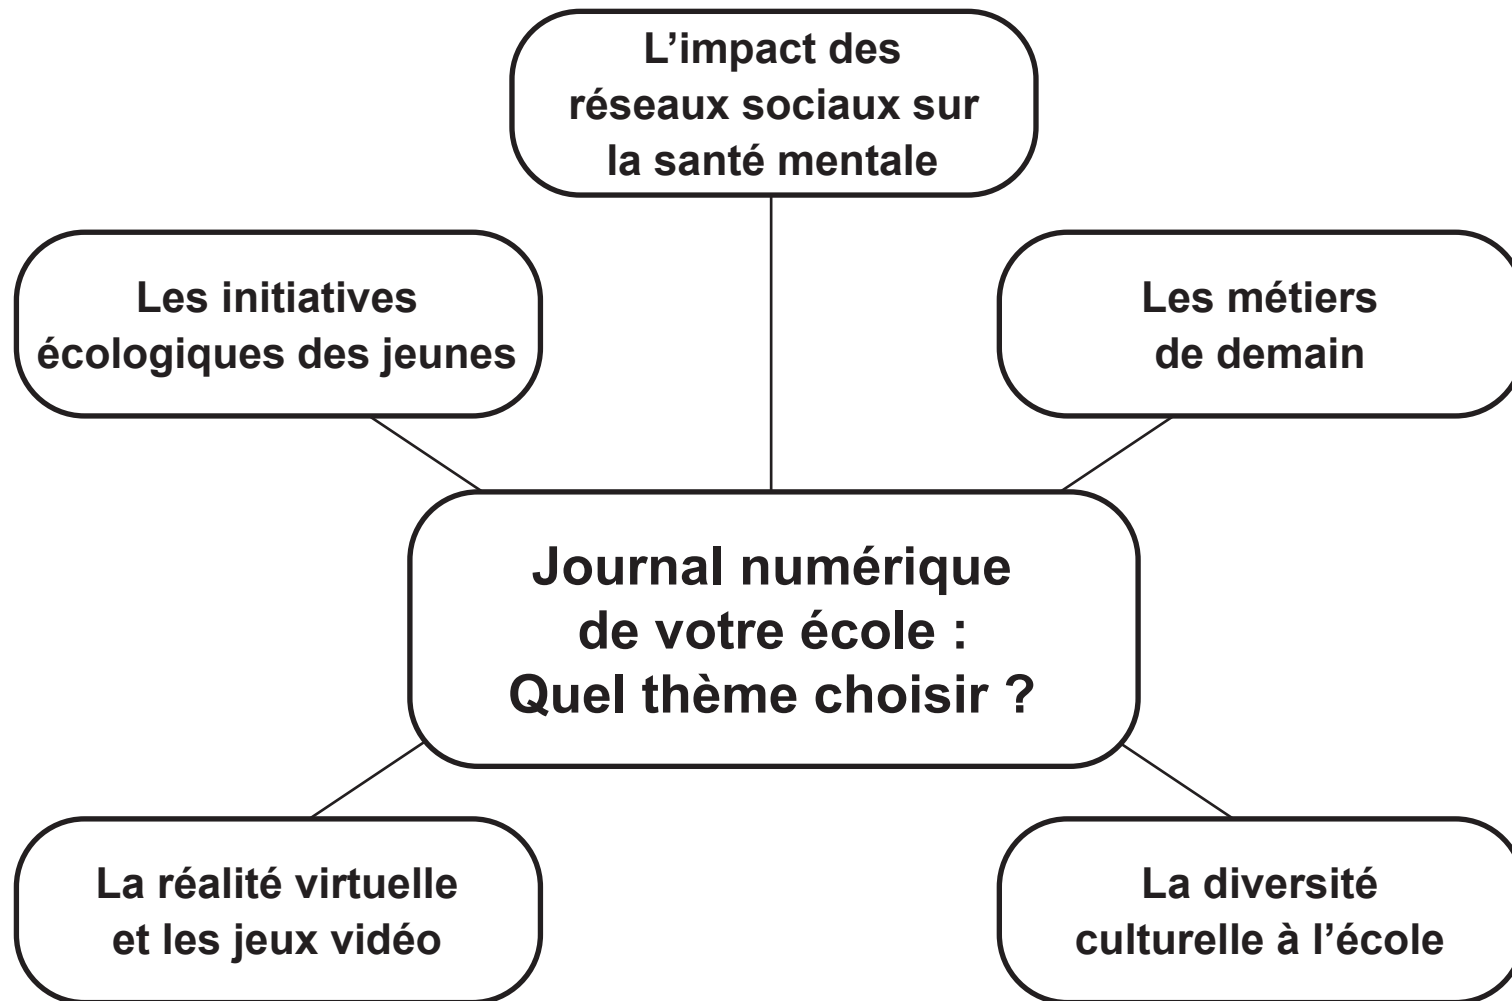 L’impact des
réseaux sociaux sur
la santé mentale
Les initiatives
écologiques des jeunes
Les métiers
de demain
Journal numérique
de votre école :
Quel thème choisir ?
La réalité virtuelle
et les jeux vidéo
La diversité
culturelle à l’école